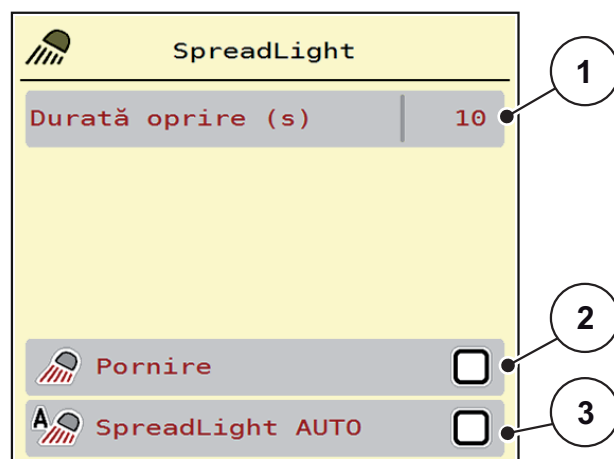 SpreadLight
1
Durată oprire (s) 10
2
Pornire
3
A SpreadLight AUTO